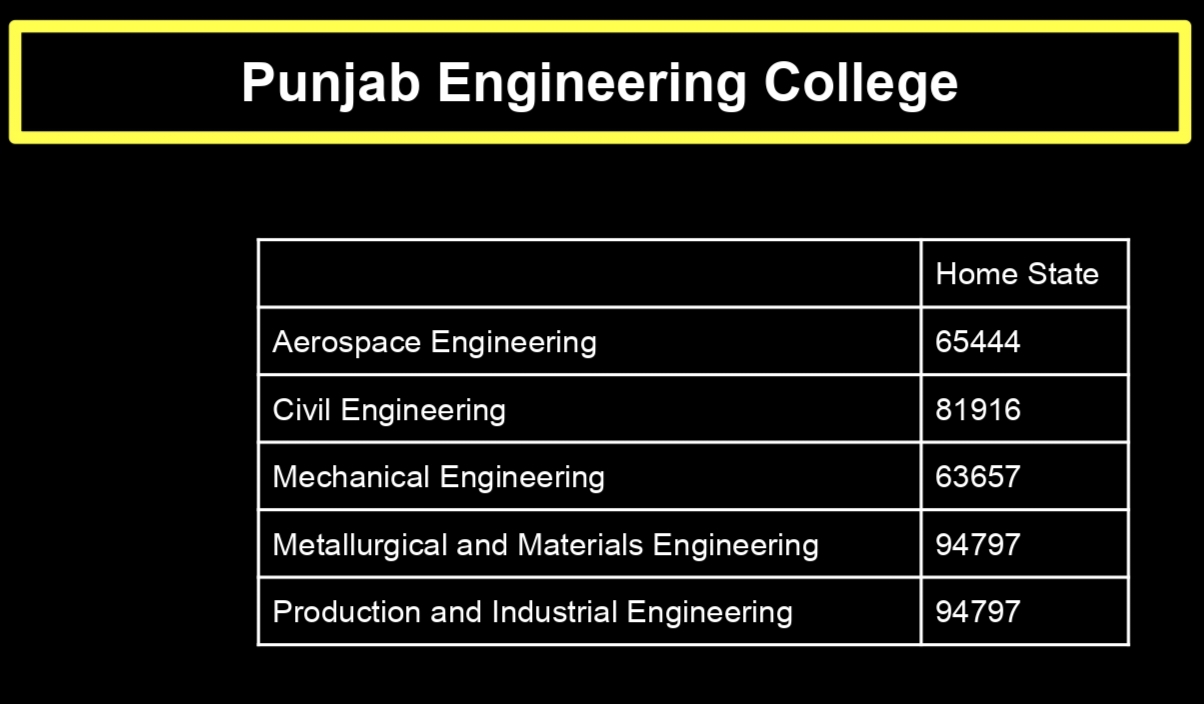 Punjab Engineering College
Home State
Aerospace Engineering 65444
Civil Engineering 81916
Mechanical Engineering 63657
Metallurgical and Materials Engineering 94797
Production and Industrial Engineering 94797